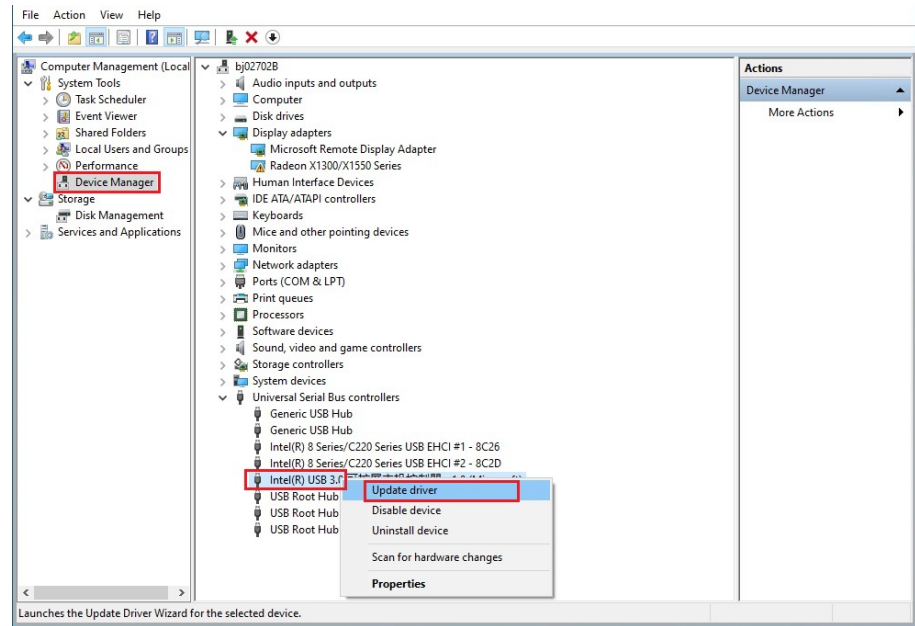 File Action View Help
Computer Management (Local
System Tools
Task Scheduler
Event Viewer
Shared Folders
Local Users and Groups
Performance
Device Manager
Storage
Disk Management
Services and Applications
bj02702B
Audio inputs and outputs
Computer
Disk drives
Display adapters
Microsoft Remote Display Adapter
Radeon X1300/X1550 Series
Human Interface Devices
IDE ATA/ATAPI controllers
Keyboards
Mice and other pointing devices
Monitors
Network adapters
Ports (COM & LPT)
Print queues
Processors
Software devices
Sound, video and game controllers
Storage controllers
System devices
Universal Serial Bus controllers
Generic USB Hub
Generic USB Hub
Intel(R) 8 Series/C220 Series USB EHCI #1 - 8C26
Intel(R) 8 Series/C220 Series USB EHCI #2 - 8C2D
Intel(R) USB 3.0
USB Root Hub
USB Root Hub
USB Root Hub
Update driver
Disable device
Uninstall device
Scan for hardware changes
Properties
Actions
Device Manager
More Actions
Launches the Update Driver Wizard for the selected device.